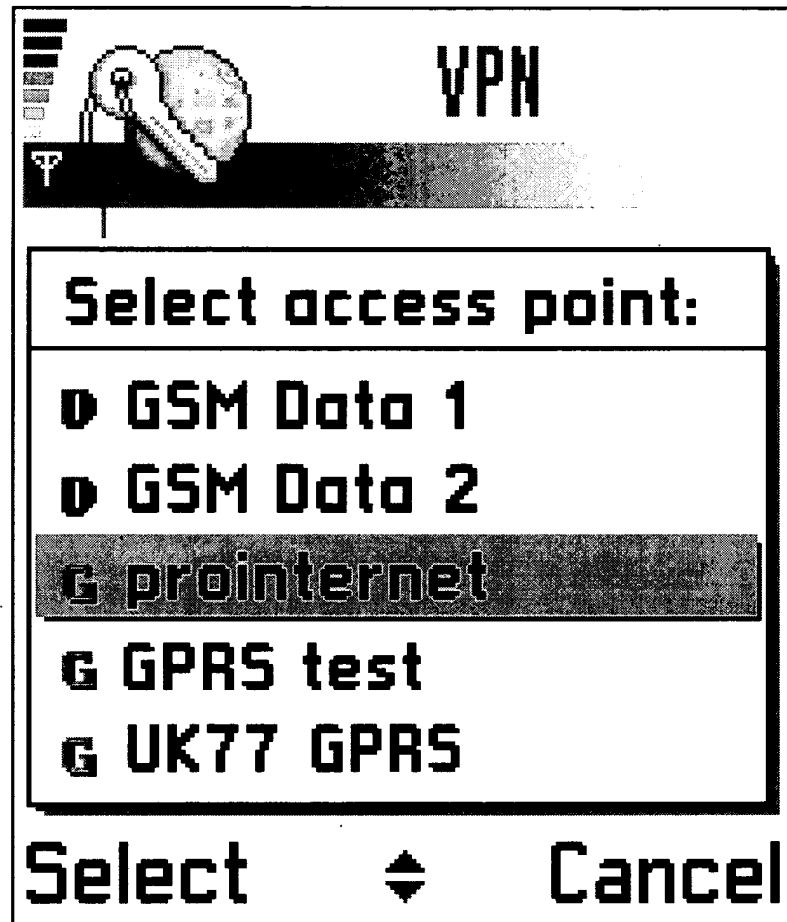 VPN
Select access point:
D GSM Data 1
D GSM Data 2
G prointernet
G GPRS test
G UK77 GPRS
Select Cancel